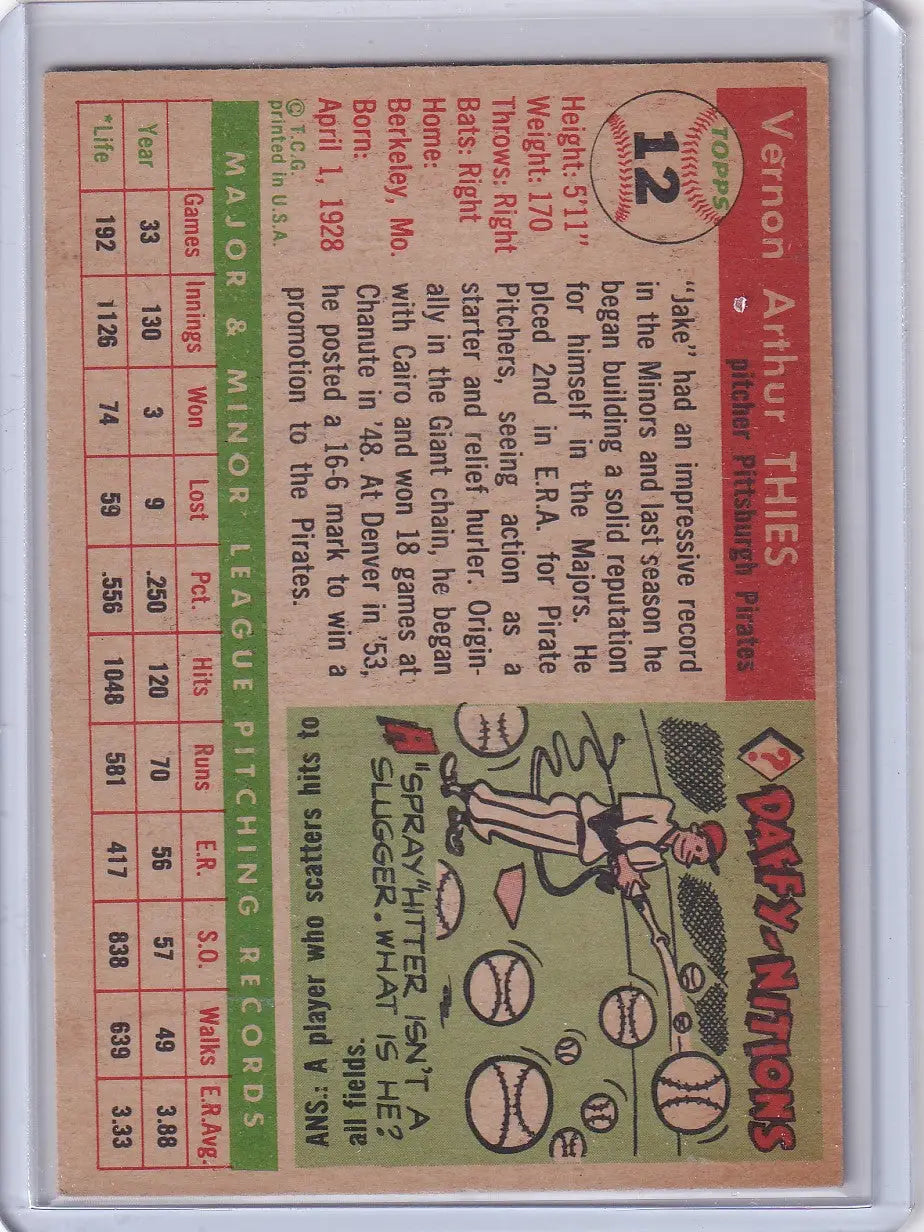 Vernon Arthur THIES
pitcher Pittsburgh Pirates
TOPPS
12
Height: 5'11"
Weight: 170
Throws: Right
Bats: Right
Home:
Berkeley, Mo.
Born:
April 1, 1928
© T.C.G.
printed in U.S.A.
"Jake" had an impressive record
in the Minors and last season he
began building a solid reputation
for himself in the Majors. He
placed 2nd in E.R.A. for Pirate
Pitchers, seeing action as a
starter and relief hurler. Origin-
ally in the Giant chain, he began
with Cairo and won 18 games at
Chanute in '48. At Denver in '53,
he posted a 16-6 mark to win a
promotion to the Pirates.
? DAFFY-NITIONS
A "SPRAY" HITTER ISN'T A
SLUGGER. WHAT IS HE?
ANS.: A player who scatters hits to
all fields.
MAJOR & MINOR LEAGUE PITCHING RECORDS
Games Innings Won Lost Pct. Hits Runs E.R. S.O. Walks E.R.Avg.
Year 33 130 3 9 .250 120 70 56 57 49 3.88
*Life 192 1126 74 59 .556 1048 581 417 838 639 3.33